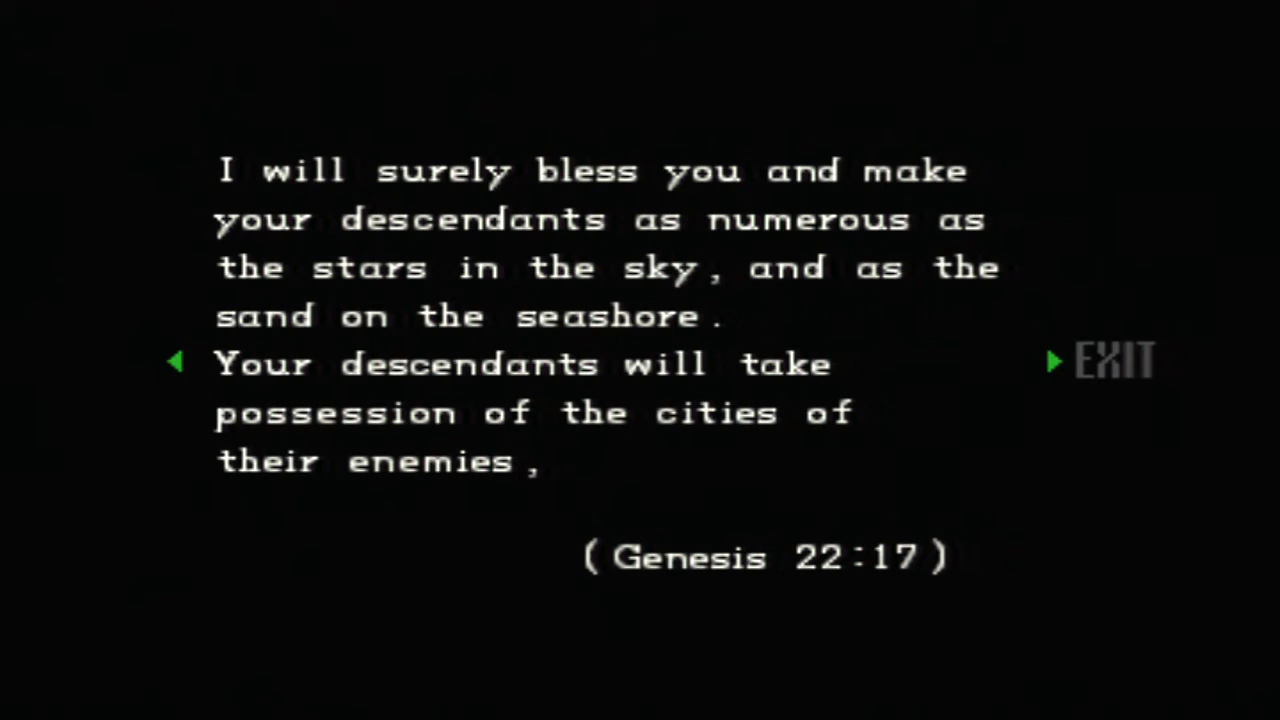 I will surely bless you and make
your descendants as numerous as
the stars in the sky, and as the
sand on the seashore.
Your descendants will take
possession of the cities of
their enemies,
(Genesis 22:17)
EXIT